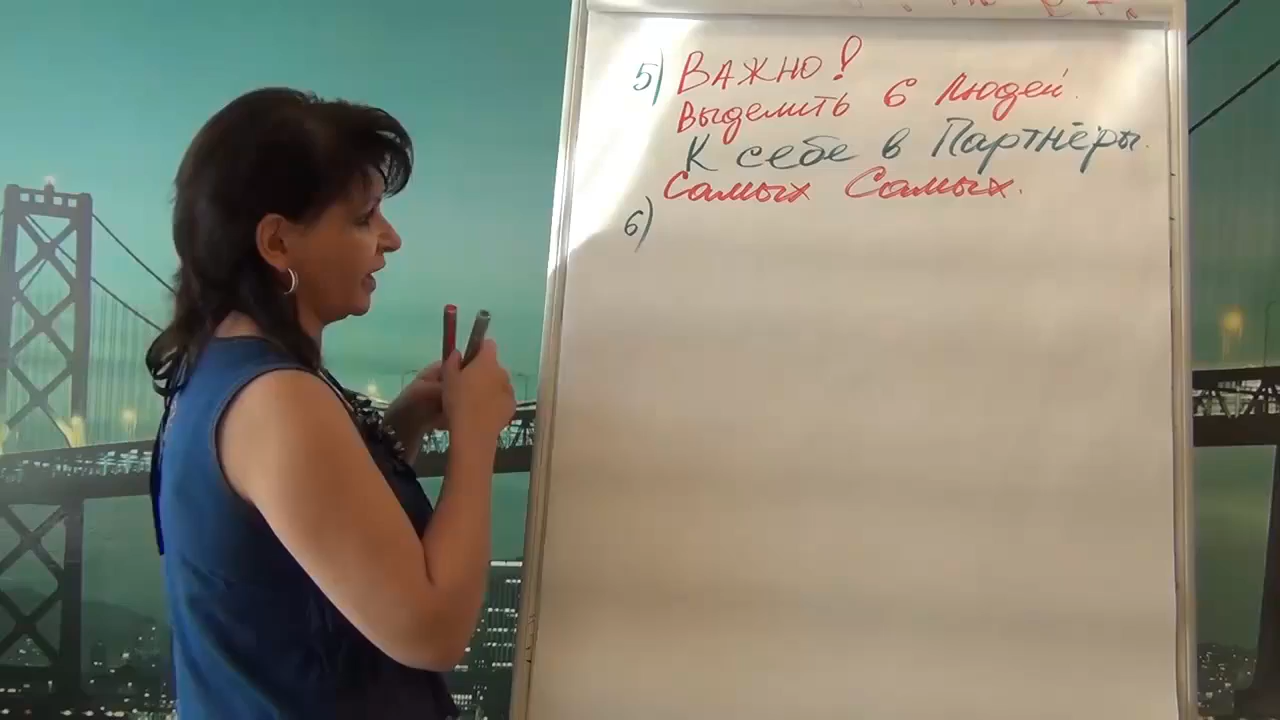 5) Важно!
Выделить 6 Людей.
К себе в Партнёры.
Самых Самых.
6)